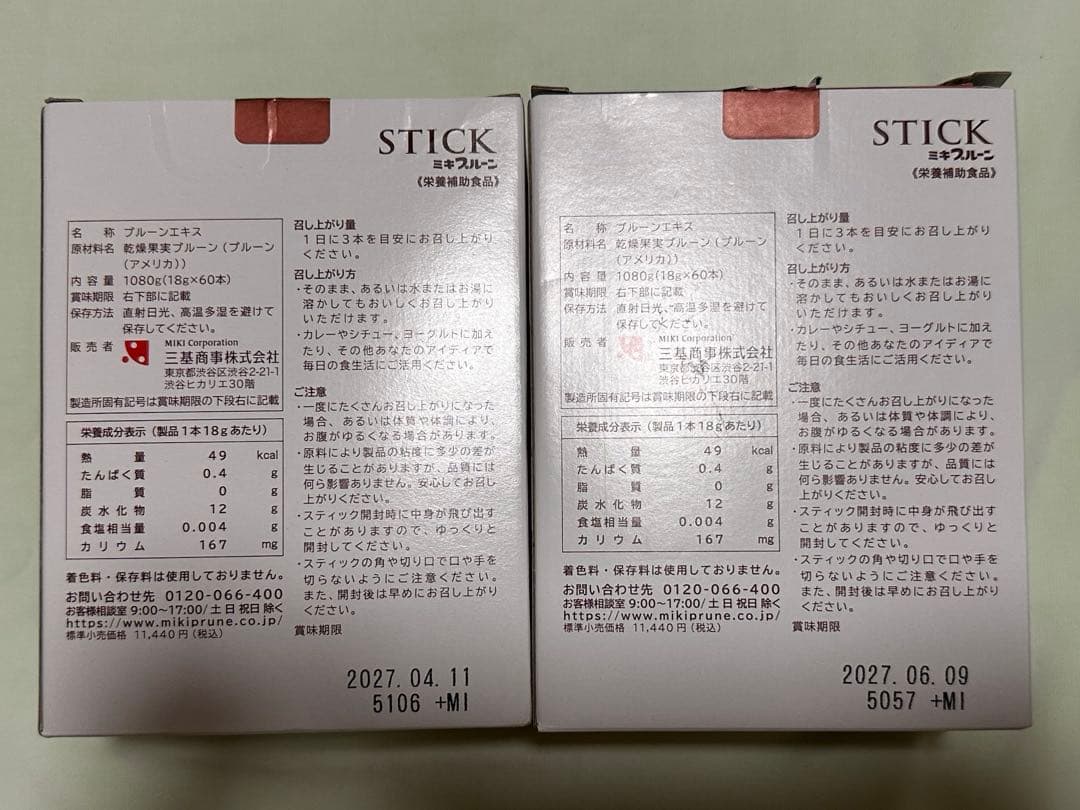 STICK
ミキプルーン
《栄養補助食品》
名称 プルーンエキス
原材料名 乾燥果実プルーン(プルーン
(アメリカ))
内容量 1080g(18g×60本)
賞味期限 右下部に記載
保存方法 直射日光、高温多湿を避けて
保存してください。
販売者 MIKI Corporation
三基商事株式会社
東京都渋谷区渋谷2-21-1
渋谷ヒカリエ30階
製造所固有記号は賞味期限の下段右に記載
栄養成分表示(製品1本18gあたり)
熱量 49 kcal
たんぱく質 0.4 g
脂質 0 g
炭水化物 12 g
食塩相当量 0.004 g
カリウム 167 mg
着色料・保存料は使用しておりません。
お問い合わせ先 0120-066-400
お客様相談室 9:00~17:00/土日祝日除く
https://www.mikiprune.co.jp/
標準小売価格 11,440円(税込)
召し上がり量
1日に3本を目安にお召し上がり
ください。
召し上がり方
・そのまま、あるいは水またはお湯に
溶かしてもおいしくお召し上がり
いただけます。
・カレーやシチュー、ヨーグルトに加え
たり、その他あなたのアイディアで
毎日の食生活にご活用ください。
ご注意
・一度にたくさんお召し上がりになった
場合、あるいは体質や体調により、
お腹がゆるくなる場合があります。
・原料により製品の粘度に多少の差が
生じることがありますが、品質には
何ら影響ありません。安心してお召し
上がりください。
・スティック開封時に中身が飛び出す
ことがありますので、ゆっくりと
開封してください。
・スティックの角や切り口で口や手を
切らないようにご注意ください。
また、開封後は早めにお召し上がり
ください。
賞味期限
2027.04.11
5106 +MI
STICK
ミキプルーン
《栄養補助食品》
名称 プルーンエキス
原材料名 乾燥果実プルーン(プルーン
(アメリカ))
内容量 1080g(18g×60本)
賞味期限 右下部に記載
保存方法 直射日光、高温多湿を避けて
保存してください。
販売者 MIKI Corporation
三基商事株式会社
東京都渋谷区渋谷2-21-1
渋谷ヒカリエ30階
製造所固有記号は賞味期限の下段右に記載
栄養成分表示(製品1本18gあたり)
熱量 49 kcal
たんぱく質 0.4 g
脂質 0 g
炭水化物 12 g
食塩相当量 0.004 g
カリウム 167 mg
着色料・保存料は使用しておりません。
お問い合わせ先 0120-066-400
お客様相談室 9:00~17:00/土日祝日除く
https://www.mikiprune.co.jp/
標準小売価格 11,440円(税込)
召し上がり量
1日に3本を目安にお召し上がり
ください。
召し上がり方
・そのまま、あるいは水またはお湯に
溶かしてもおいしくお召し上がり
いただけます。
・カレーやシチュー、ヨーグルトに加え
たり、その他あなたのアイディアで
毎日の食生活にご活用ください。
ご注意
・一度にたくさんお召し上がりになった
場合、あるいは体質や体調により、
お腹がゆるくなる場合があります。
・原料により製品の粘度に多少の差が
生じることがありますが、品質には
何ら影響ありません。安心してお召し
上がりください。
・スティック開封時に中身が飛び出す
ことがありますので、ゆっくりと
開封してください。
・スティックの角や切り口で口や手を
切らないようにご注意ください。
また、開封後は早めにお召し上がり
ください。
賞味期限
2027.06.09
5057 +MI